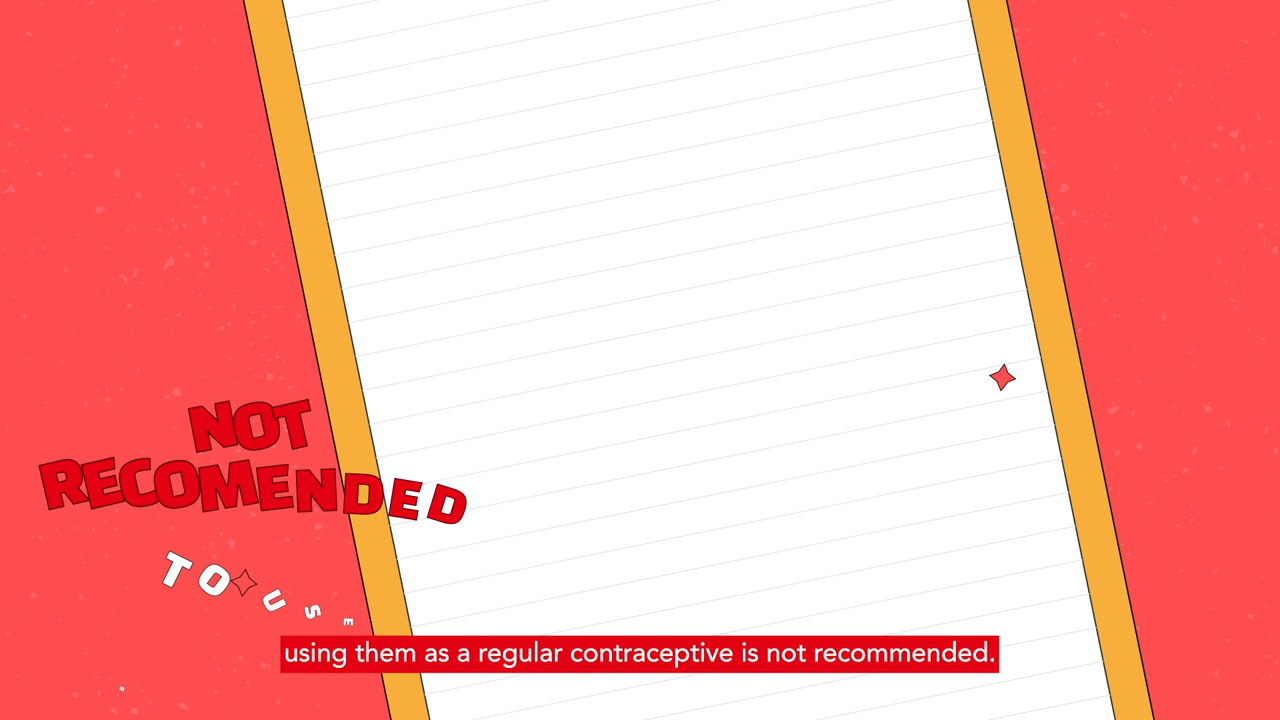 NOT
RECOMENDED
TO USE
using them as a regular contraceptive is not recommended.